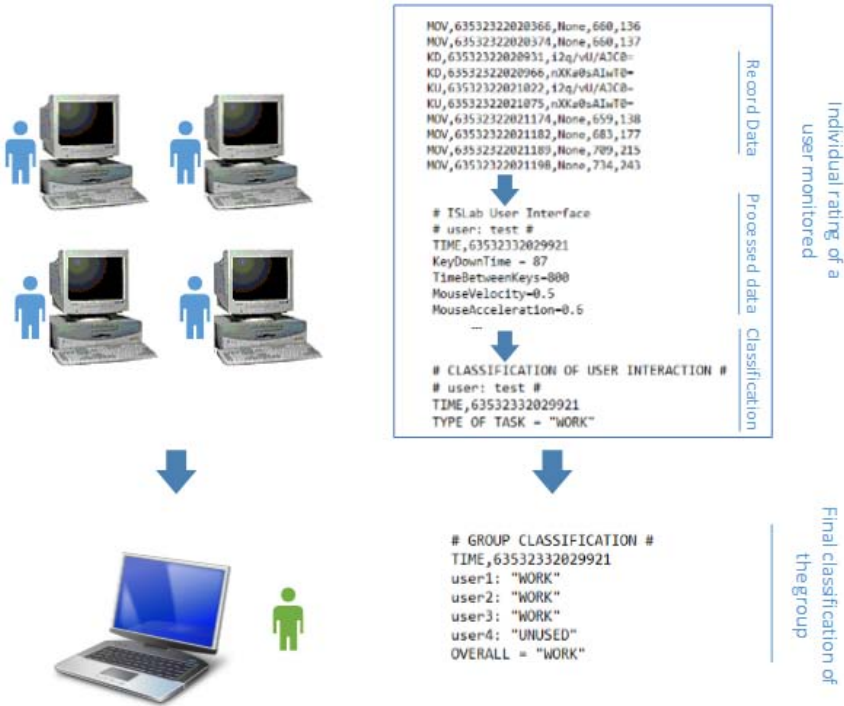 MOV,63532322020366,None,660,136
MOV,63532322020374,None,660,137
KD,63532322020931,i2q/vU/AJC0=
KD,63532322020966,nXKa0sAIwT0=
KU,63532322021022,i2q/vU/AJC0=
KU,63532322021075,nXKa0sAIwT0=
MOV,63532322021174,None,659,138
MOV,63532322021182,None,683,177
MOV,63532322021189,None,709,215
MOV,63532322021198,None,734,243
Record Data
# ISLab User Interface
# user: test #
TIME,63532332029921
KeyDownTime - 87
TimeBetweenKeys=800
MouseVelocity=0.5
MouseAcceleration=0.6
...
Processed data
# CLASSIFICATION OF USER INTERACTION #
# user: test #
TIME,63532332029921
TYPE OF TASK = "WORK"
Classification
Individual rating of a
user monitored
# GROUP CLASSIFICATION #
TIME,63532332029921
user1: "WORK"
user2: "WORK"
user3: "WORK"
user4: "UNUSED"
OVERALL = "WORK"
Final classification of
thegroup